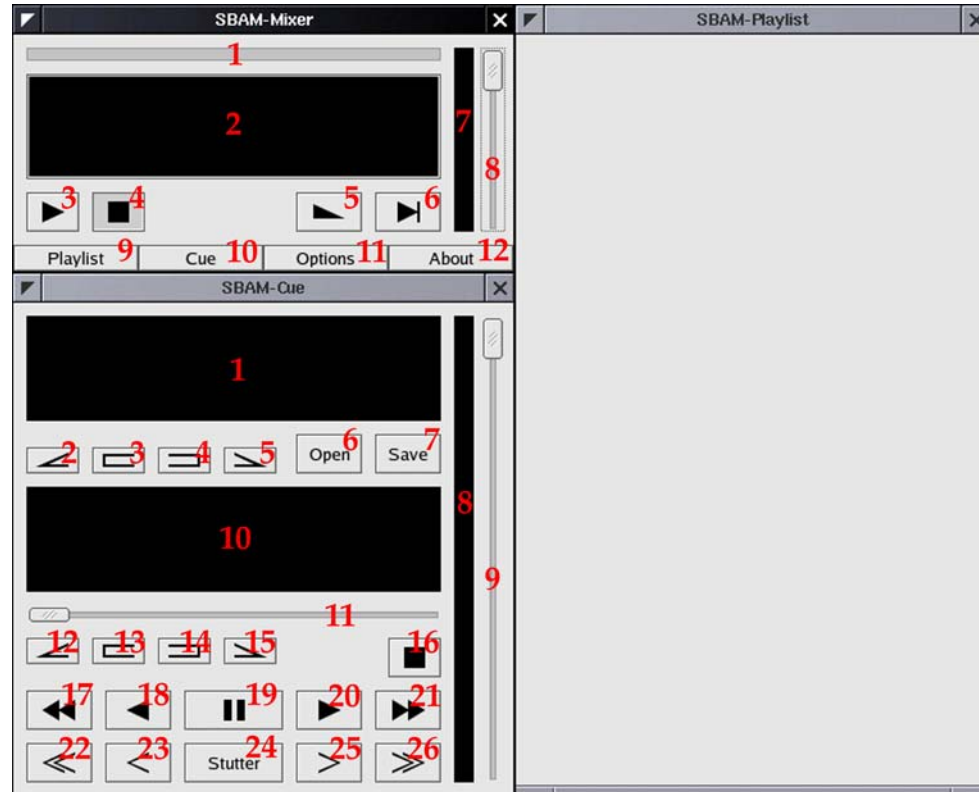 SBAM-Mixer
SBAM-Playlist
1
2
7
8
3 4 5 6
Playlist 9 Cue 10 Options 11 About 12
SBAM-Cue
1
2 3 4 5 Open 6 Save 7
8
10
9
11
12 13 14 15 16
17 18 19 20 21
22 23 Stutter 24 25 26